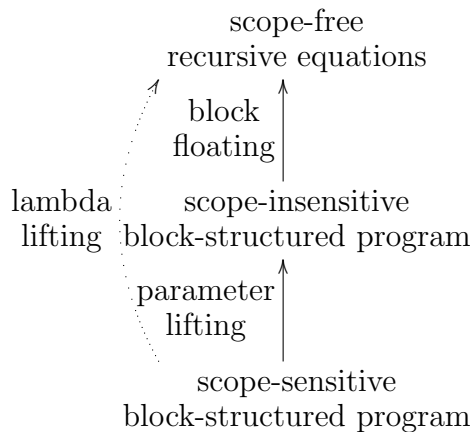 scope-free
recursive equations
block
floating
lambda
lifting
scope-insensitive
block-structured program
parameter
lifting
scope-sensitive
block-structured program